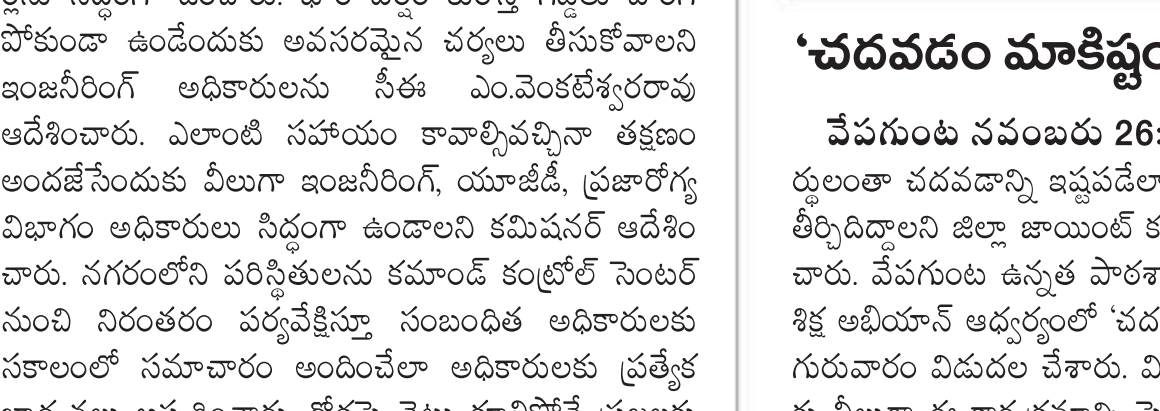 పోకుండా ఉండేందుకు అవసరమైన చర్యలు తీసుకోవాలని
ఇంజనీరింగ్ అధికారులను సీఈ ఎం.వెంకటేశ్వరరావు
ఆదేశించారు. ఎలాంటి సహాయం కావాల్సివచ్చినా తక్షణం
అందజేసేందుకు వీలుగా ఇంజనీరింగ్, యూజీడీ, ప్రజారోగ్య
విభాగం అధికారులు సిద్ధంగా ఉండాలని కమిషనర్ ఆదేశిం
చారు. నగరంలోని పరిస్థితులను కమాండ్ కంట్రోల్ సెంటర్
నుంచి నిరంతరం పర్యవేక్షిస్తూ సంబంధిత అధికారులకు
సకాలంలో సమాచారం అందించేలా అధికారులకు ప్రత్యేక
‘చదవడం మాకిష్టం
వేపగుంట నవంబరు 26:
ర్థులంతా చదవడాన్ని ఇష్టపడేలా
తీర్చిదిద్దాలని జిల్లా జాయింట్ క
చారు. వేపగుంట ఉన్నత పాఠశా
శిక్ష అభియాన్ ఆధ్వర్యంలో ‘చద
గురువారం విడుదల చేశారు. వి